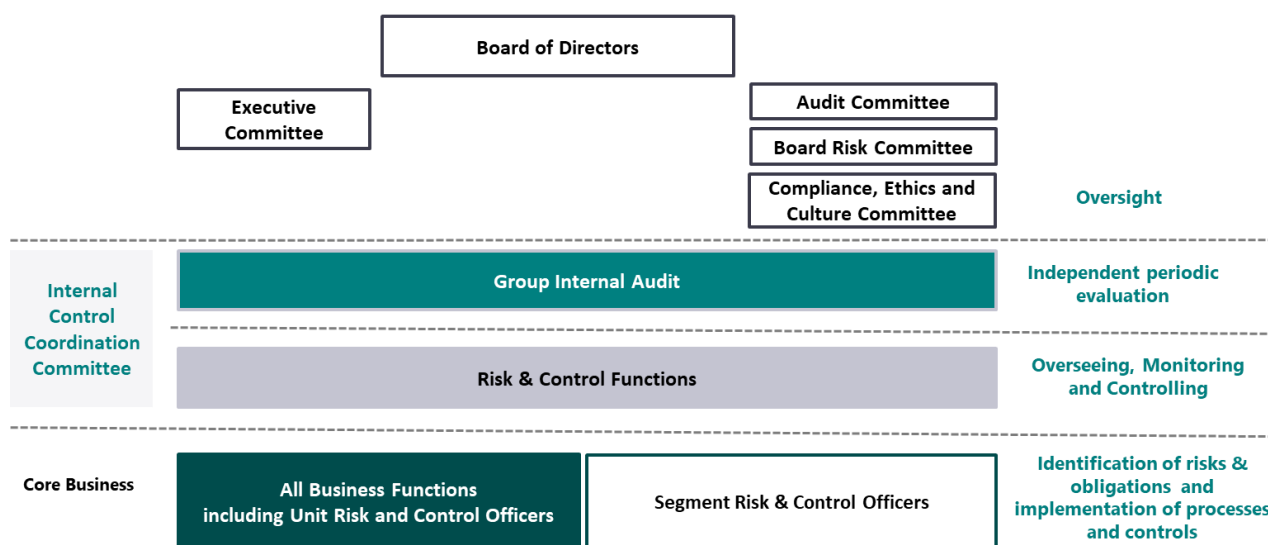 Board of Directors
Executive
Committee
Audit Committee
Board Risk Committee
Compliance, Ethics and
Culture Committee
Oversight
Internal
Control
Coordination
Committee
Group Internal Audit
Independent periodic
evaluation
Risk & Control Functions
Overseeing, Monitoring
and Controlling
Core Business
All Business Functions
including Unit Risk and Control Officers
Segment Risk & Control Officers
Identification of risks &
obligations and
implementation of processes
and controls